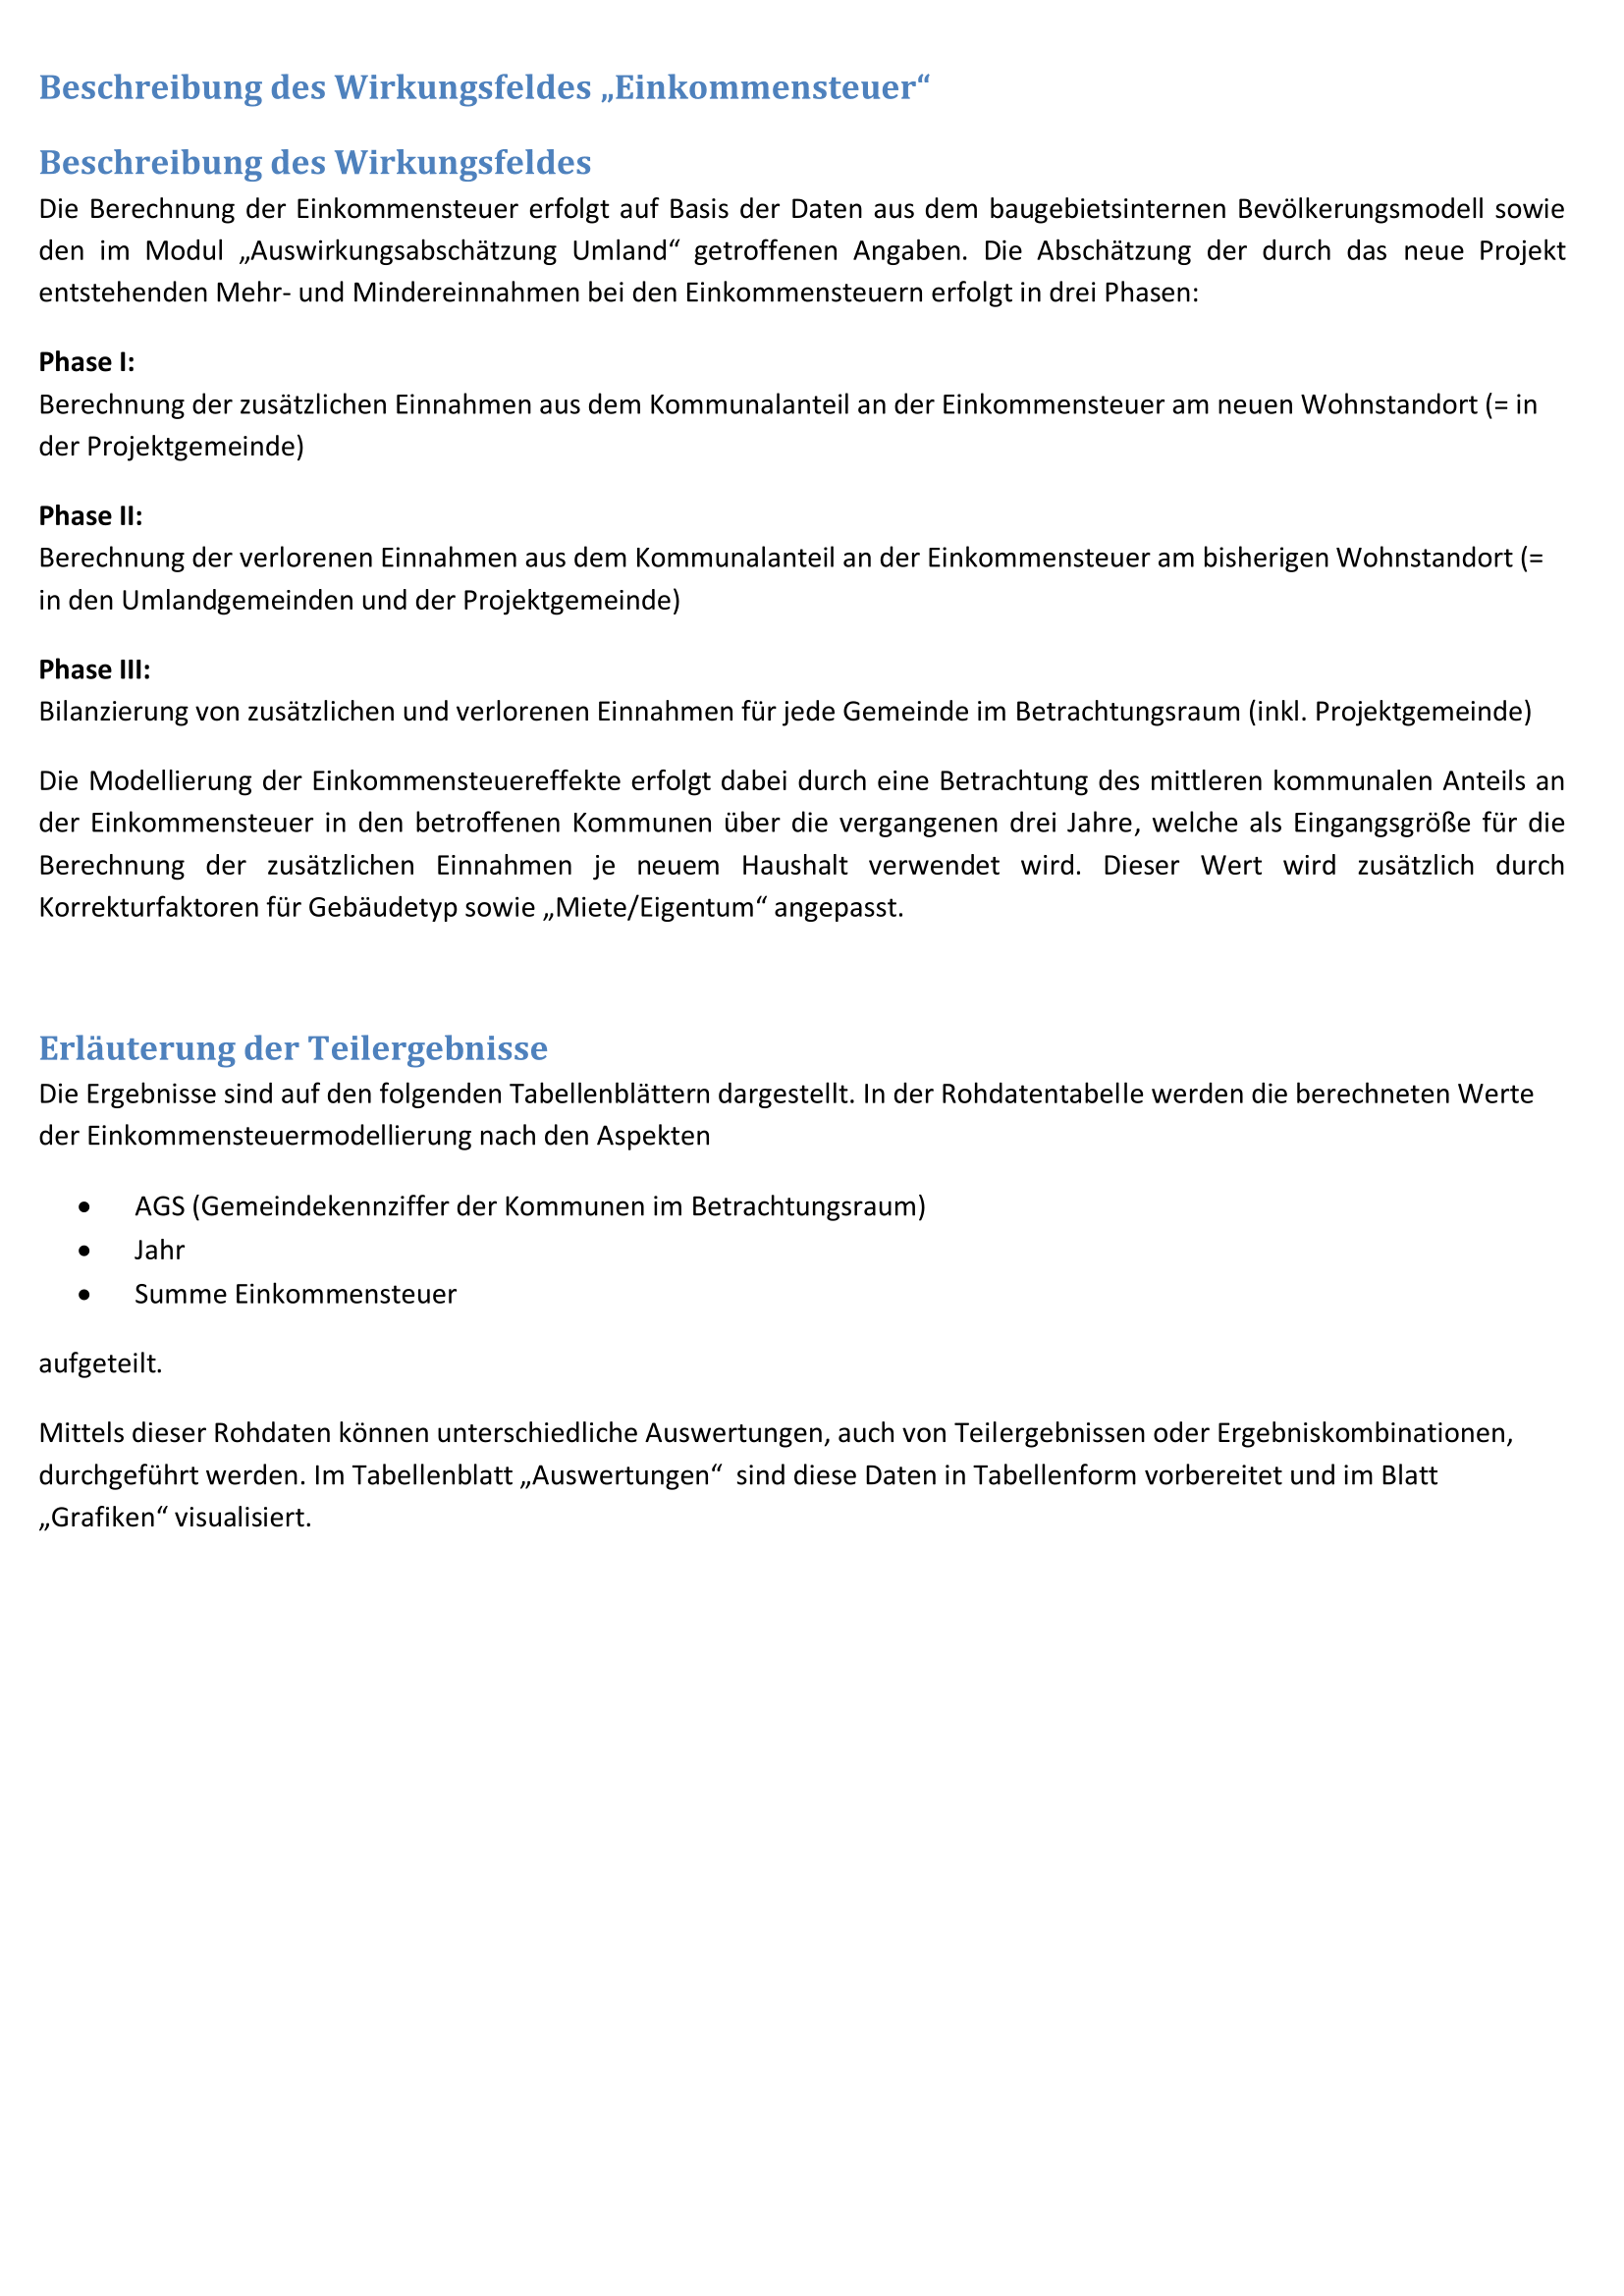 Beschreibung des Wirkungsfeldes „Einkommensteuer“
Beschreibung des Wirkungsfeldes
Die Berechnung der Einkommensteuer erfolgt auf Basis der Daten aus dem baugebietsinternen Bevölkerungsmodell sowie
den im Modul „Auswirkungsabschätzung Umland“ getroffenen Angaben. Die Abschätzung der durch das neue Projekt
entstehenden Mehr- und Mindereinnahmen bei den Einkommensteuern erfolgt in drei Phasen:
Phase I:
Berechnung der zusätzlichen Einnahmen aus dem Kommunalanteil an der Einkommensteuer am neuen Wohnstandort (= in
der Projektgemeinde)
Phase II:
Berechnung der verlorenen Einnahmen aus dem Kommunalanteil an der Einkommensteuer am bisherigen Wohnstandort (=
in den Umlandgemeinden und der Projektgemeinde)
Phase III:
Bilanzierung von zusätzlichen und verlorenen Einnahmen für jede Gemeinde im Betrachtungsraum (inkl. Projektgemeinde)
Die Modellierung der Einkommensteuereffekte erfolgt dabei durch eine Betrachtung des mittleren kommunalen Anteils an
der Einkommensteuer in den betroffenen Kommunen über die vergangenen drei Jahre, welche als Eingangsgröße für die
Berechnung der zusätzlichen Einnahmen je neuem Haushalt verwendet wird. Dieser Wert wird zusätzlich durch
Korrekturfaktoren für Gebäudetyp sowie „Miete/Eigentum“ angepasst.
Erläuterung der Teilergebnisse
Die Ergebnisse sind auf den folgenden Tabellenblättern dargestellt. In der Rohdatentabelle werden die berechneten Werte
der Einkommensteuermodellierung nach den Aspekten
• AGS (Gemeindekennziffer der Kommunen im Betrachtungsraum)
• Jahr
• Summe Einkommensteuer
aufgeteilt.
Mittels dieser Rohdaten können unterschiedliche Auswertungen, auch von Teilergebnissen oder Ergebniskombinationen,
durchgeführt werden. Im Tabellenblatt „Auswertungen“ sind diese Daten in Tabellenform vorbereitet und im Blatt
„Grafiken“ visualisiert.